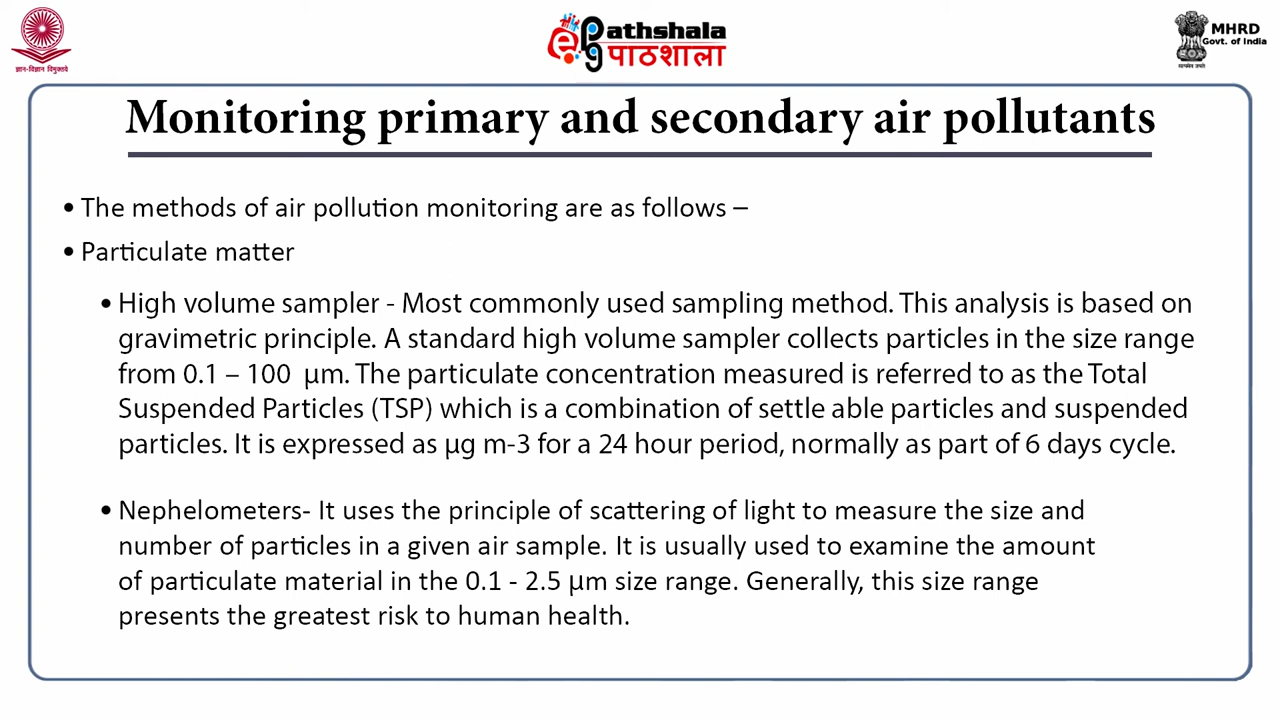 ज्ञान-विज्ञान विमुक्तये
ePG athshala
पाठशाला
MHRD
Govt. of India
सत्यमेव जयते
Monitoring primary and secondary air pollutants
• The methods of air pollution monitoring are as follows –
• Particulate matter
• High volume sampler - Most commonly used sampling method. This analysis is based on
gravimetric principle. A standard high volume sampler collects particles in the size range
from 0.1 – 100 µm. The particulate concentration measured is referred to as the Total
Suspended Particles (TSP) which is a combination of settle able particles and suspended
particles. It is expressed as µg m-3 for a 24 hour period, normally as part of 6 days cycle.
• Nephelometers- It uses the principle of scattering of light to measure the size and
number of particles in a given air sample. It is usually used to examine the amount
of particulate material in the 0.1 - 2.5 µm size range. Generally, this size range
presents the greatest risk to human health.